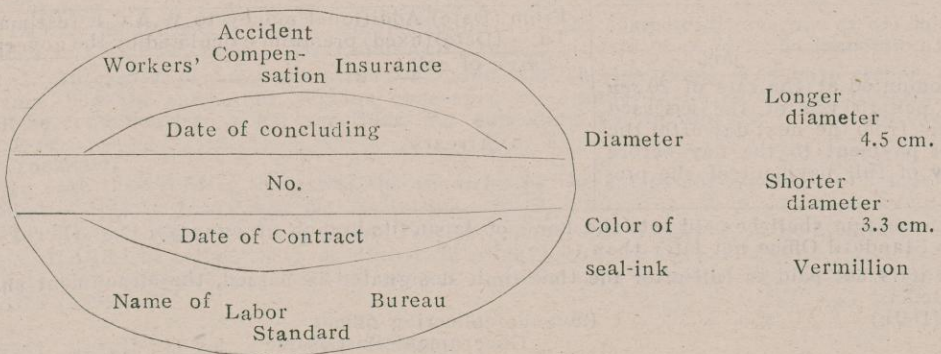 Accident
Workers' Compen-
sation Insurance
Date of concluding
No.
Date of Contract
Name of Labor
Standard Bureau
Diameter
Longer
diameter
4.5 cm.
Shorter
diameter
3.3 cm.
Color of
seal-ink Vermillion